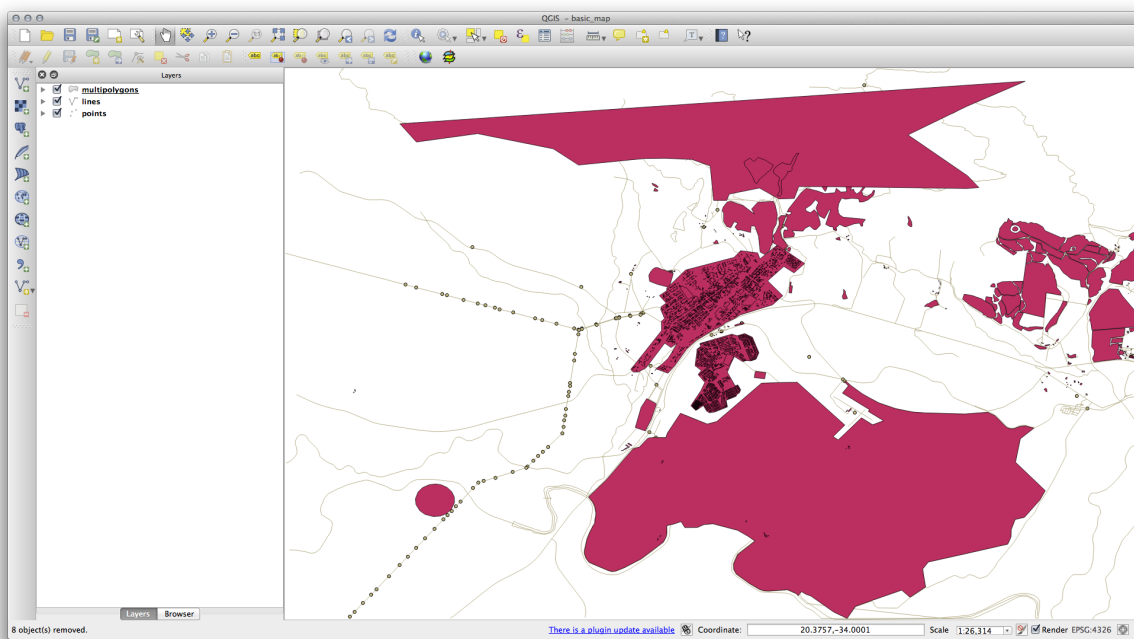 QGIS - basic_map
Layers
multipolygons
lines
points
Layers
Browser
8 object(s) removed.
There is a plugin update available
Coordinate:
20.3757,-34.0001
Scale
1:26,314
Render
EPSG:4326